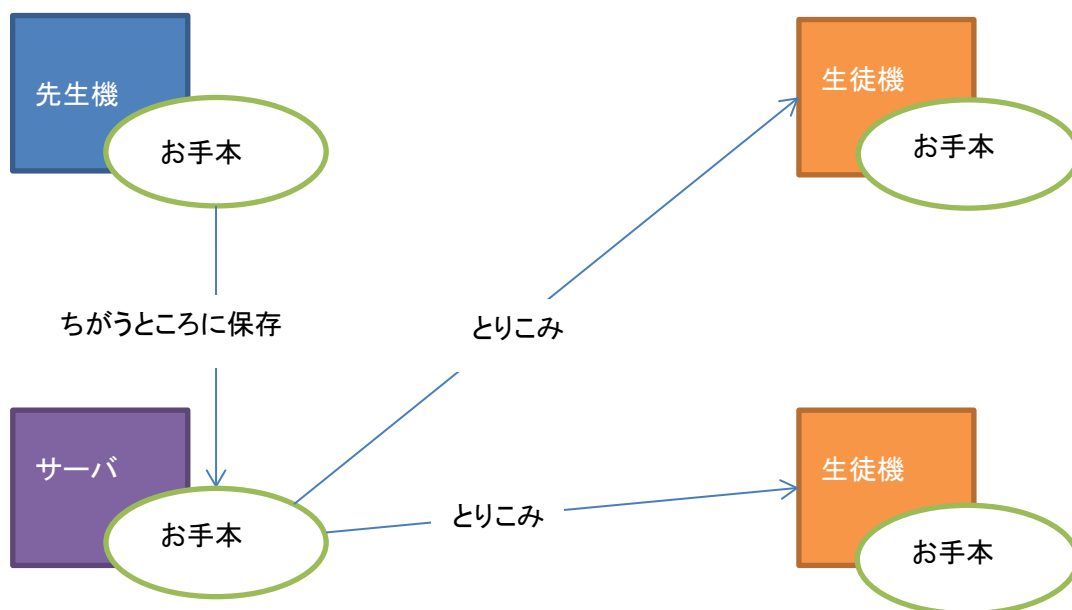 先生機
お手本
生徒機
お手本
ちがうところに保存
とりこみ
サーバ
お手本
とりこみ
生徒機
お手本